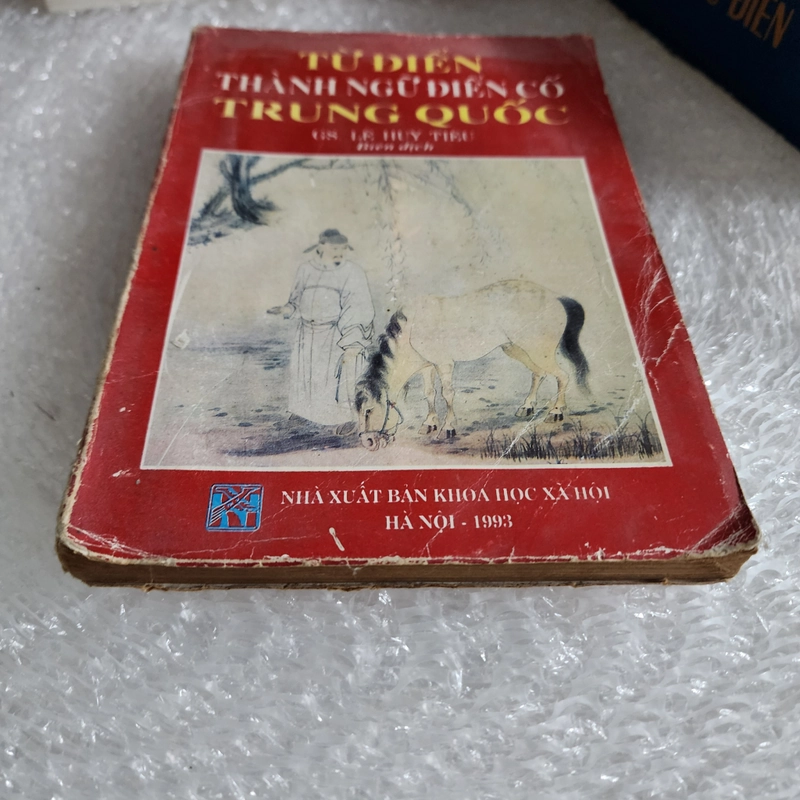 TỪ ĐIỂN
THÀNH NGỮ ĐIỂN CỐ
TRUNG QUỐC
GS. LÊ HUY TIÊU
Biên dịch
NHÀ XUẤT BẢN KHOA HỌC XÃ HỘI
HÀ NỘI - 1993
ĐIỂN